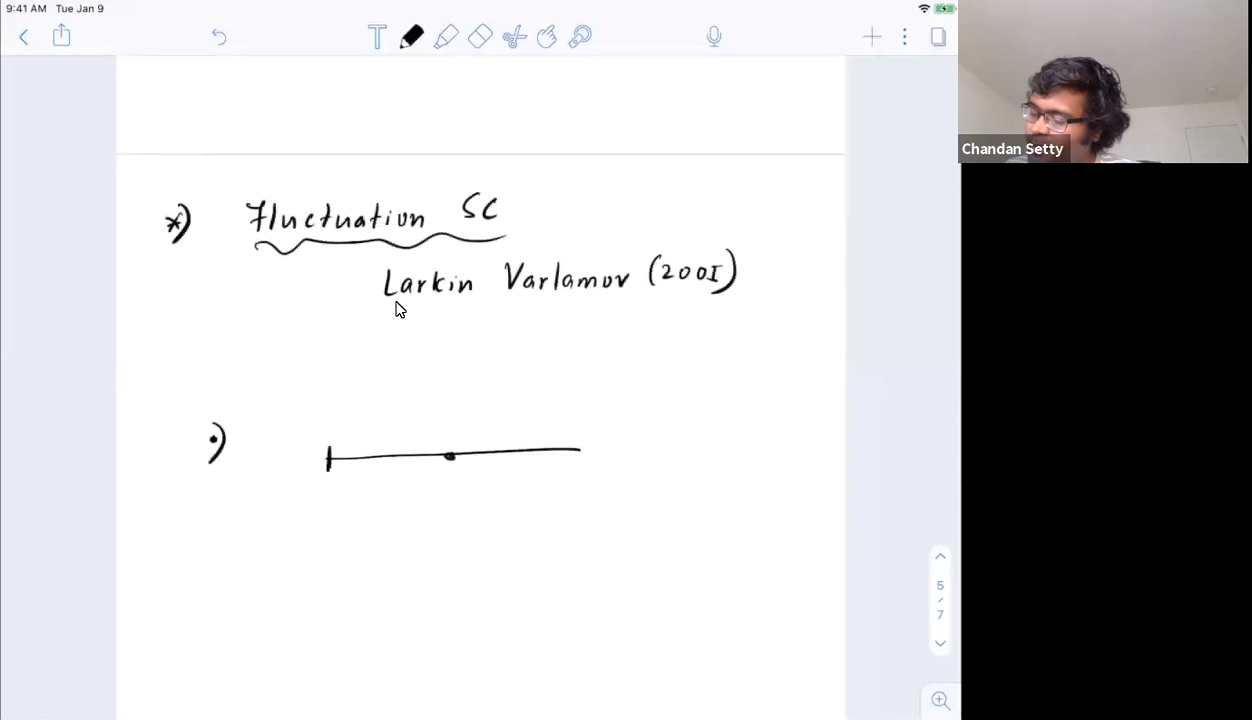 9:41 AM Tue Jan 9
Chandan Setty
*) Fluctuation SC
Larkin Varlamov (2001)
•)
5
/
7